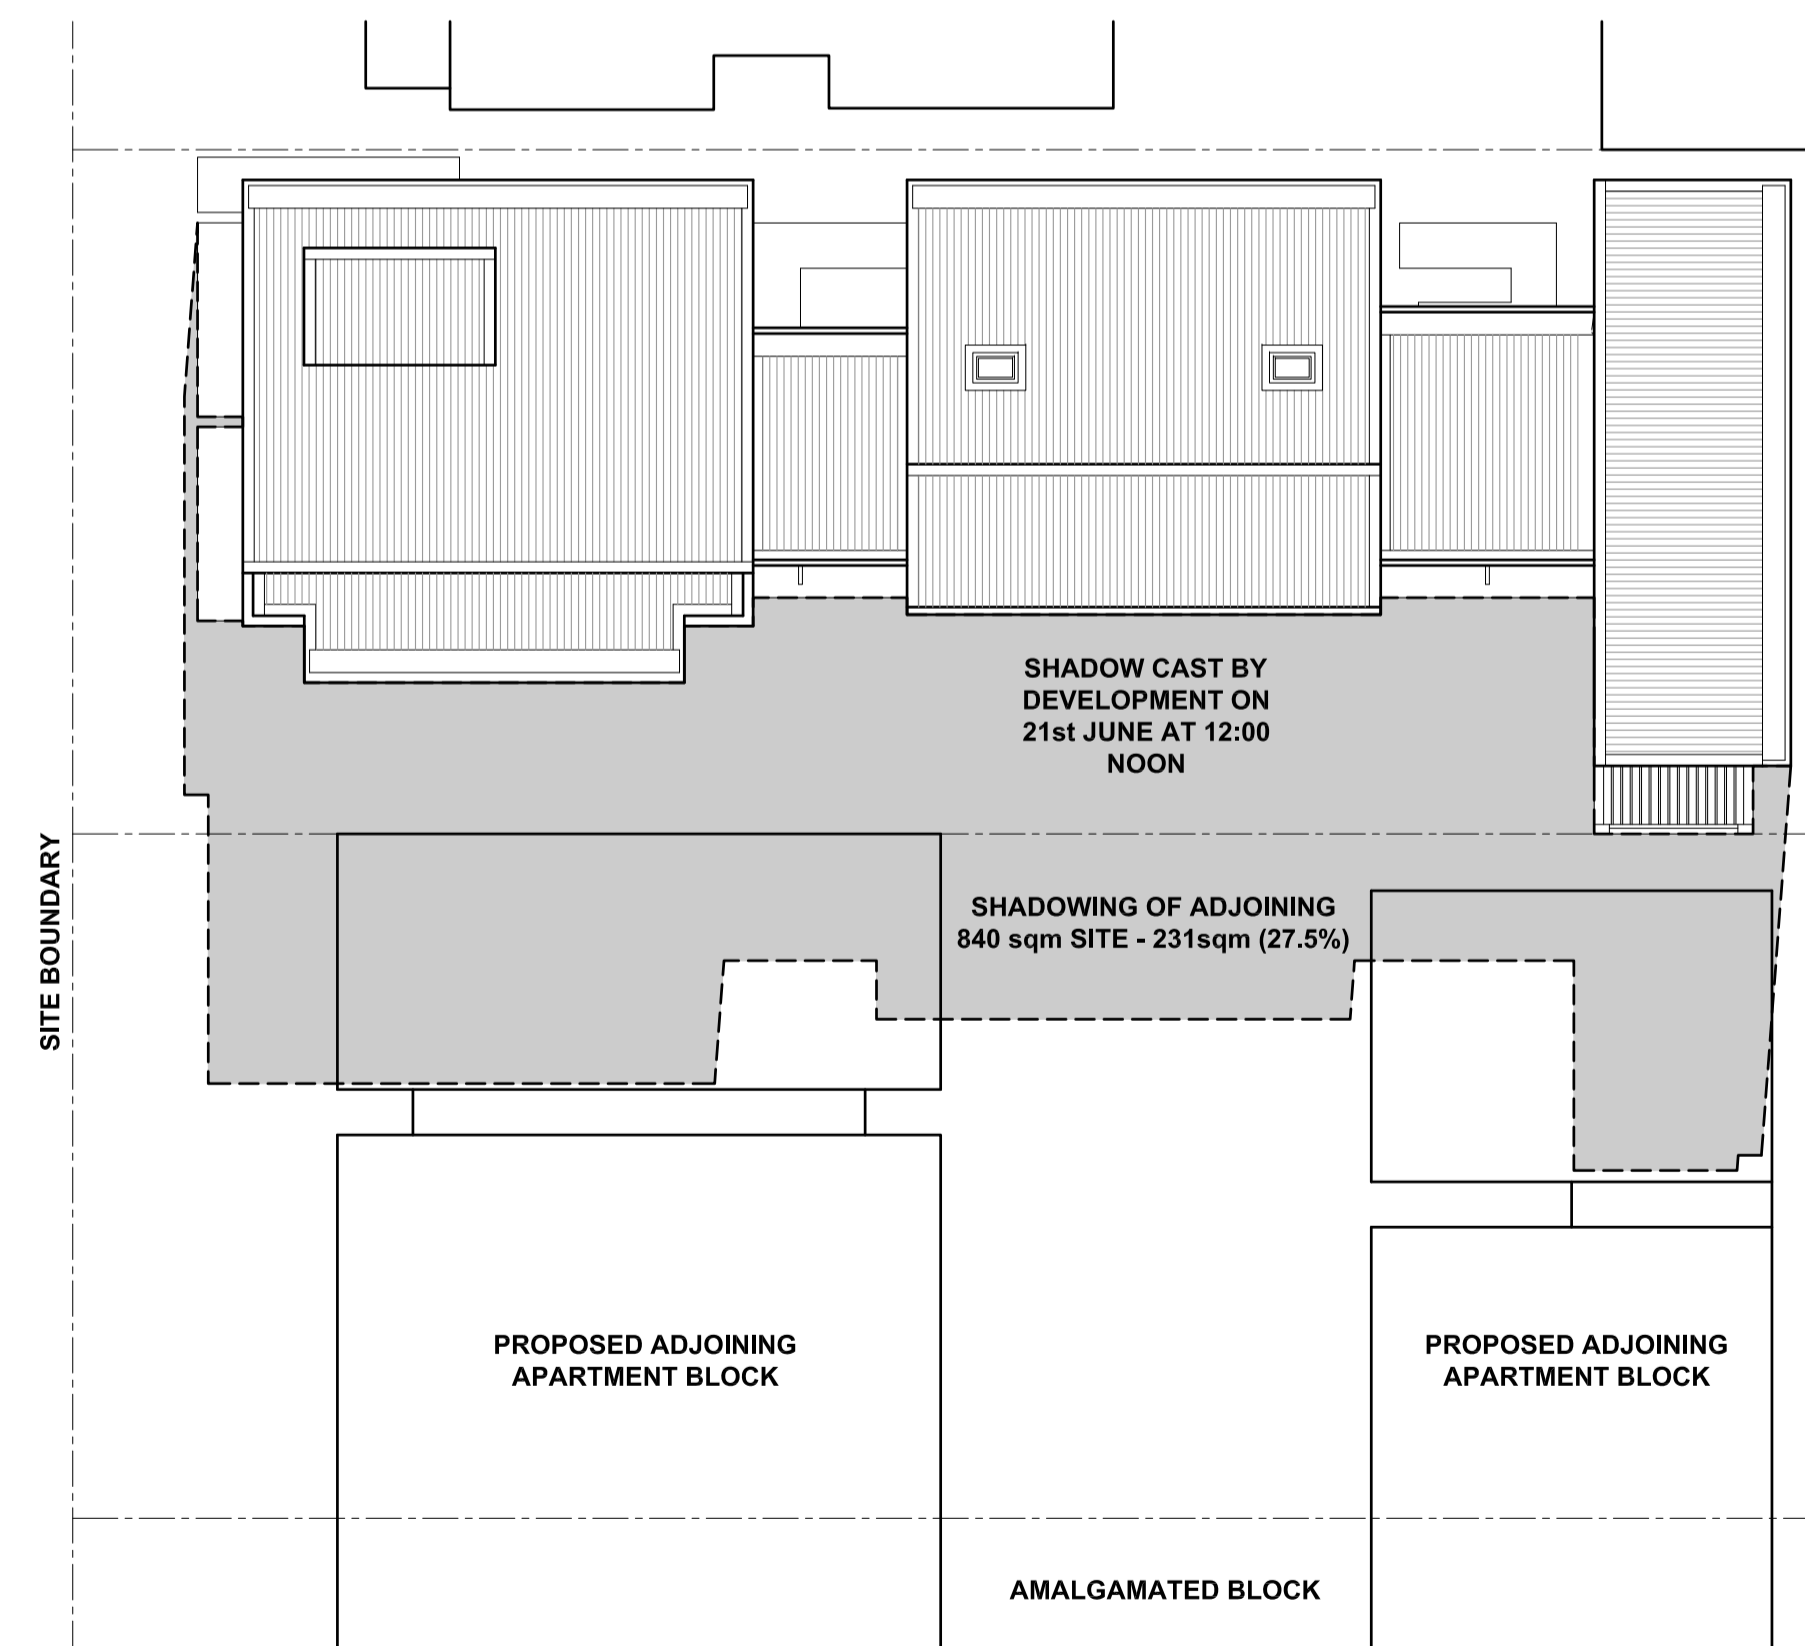 SHADOW CAST BY
DEVELOPMENT ON
21st JUNE AT 12:00
NOON
SITE BOUNDARY
SHADOWING OF ADJOINING
840 sqm SITE - 231sqm (27.5%)
PROPOSED ADJOINING
APARTMENT BLOCK
PROPOSED ADJOINING
APARTMENT BLOCK
AMALGAMATED BLOCK